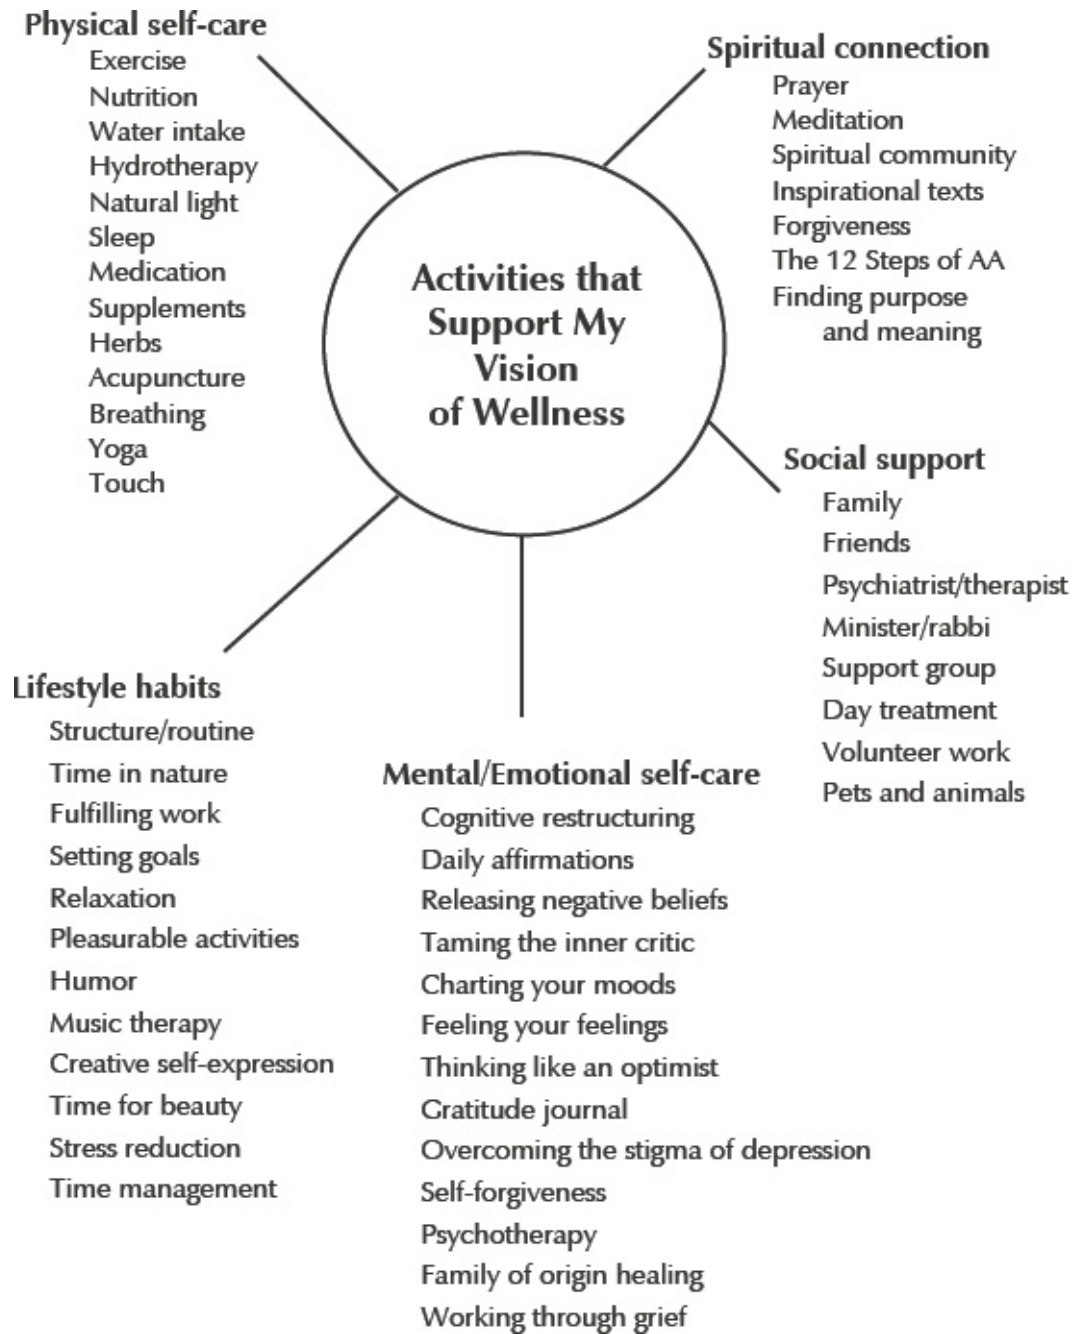 Physical self-care
Exercise
Nutrition
Water intake
Hydrotherapy
Natural light
Sleep
Medication
Supplements
Herbs
Acupuncture
Breathing
Yoga
Touch
Spiritual connection
Prayer
Meditation
Spiritual community
Inspirational texts
Forgiveness
The 12 Steps of AA
Finding purpose
and meaning
Activities that
Support My
Vision
of Wellness
Social support
Family
Friends
Psychiatrist/therapist
Minister/rabbi
Support group
Day treatment
Volunteer work
Pets and animals
Lifestyle habits
Structure/routine
Time in nature
Fulfilling work
Setting goals
Relaxation
Pleasurable activities
Humor
Music therapy
Creative self-expression
Time for beauty
Stress reduction
Time management
Mental/Emotional self-care
Cognitive restructuring
Daily affirmations
Releasing negative beliefs
Taming the inner critic
Charting your moods
Feeling your feelings
Thinking like an optimist
Gratitude journal
Overcoming the stigma of depression
Self-forgiveness
Psychotherapy
Family of origin healing
Working through grief